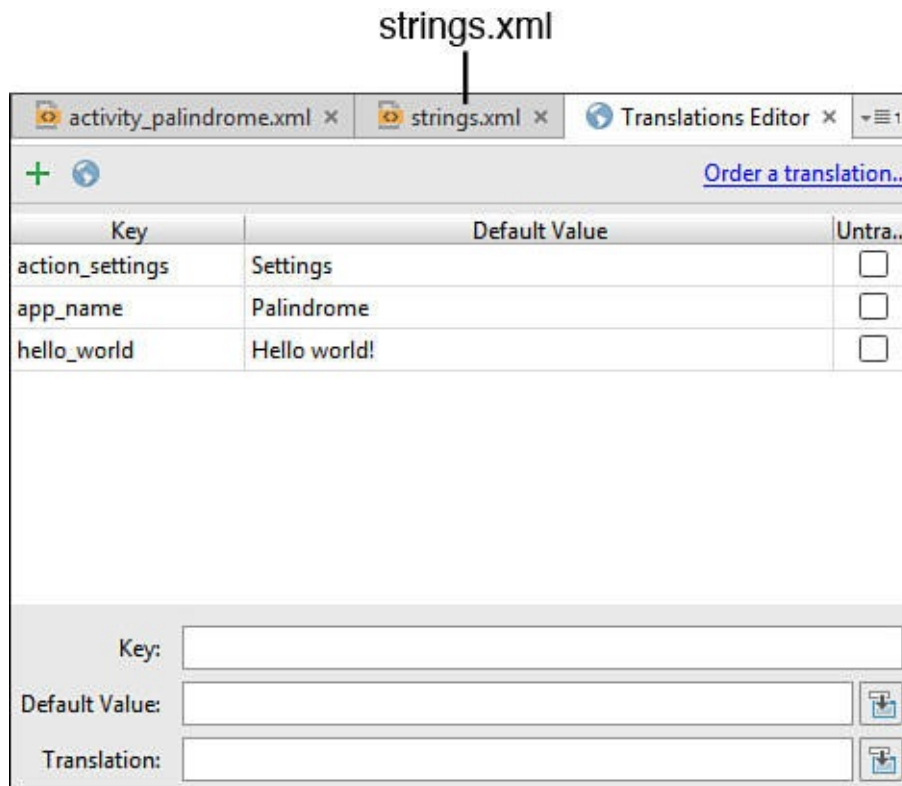 strings.xml
activity_palindrome.xml strings.xml Translations Editor 1
Order a translation..
Key Default Value Untra..
action_settings Settings
app_name Palindrome
hello_world Hello world!
Key:
Default Value:
Translation: